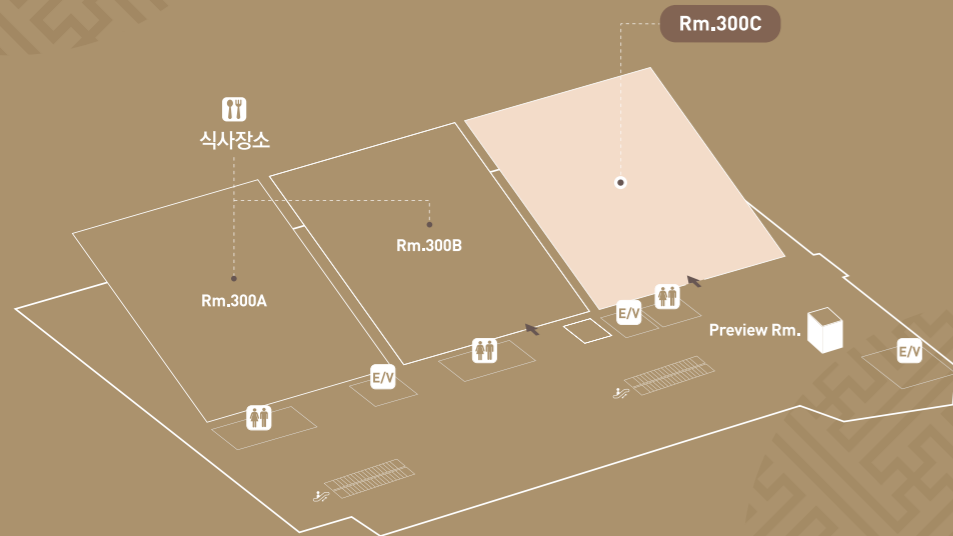 Rm.300C
식사장소
Rm.300B
Rm.300A
E/V
Preview Rm.
E/V
E/V